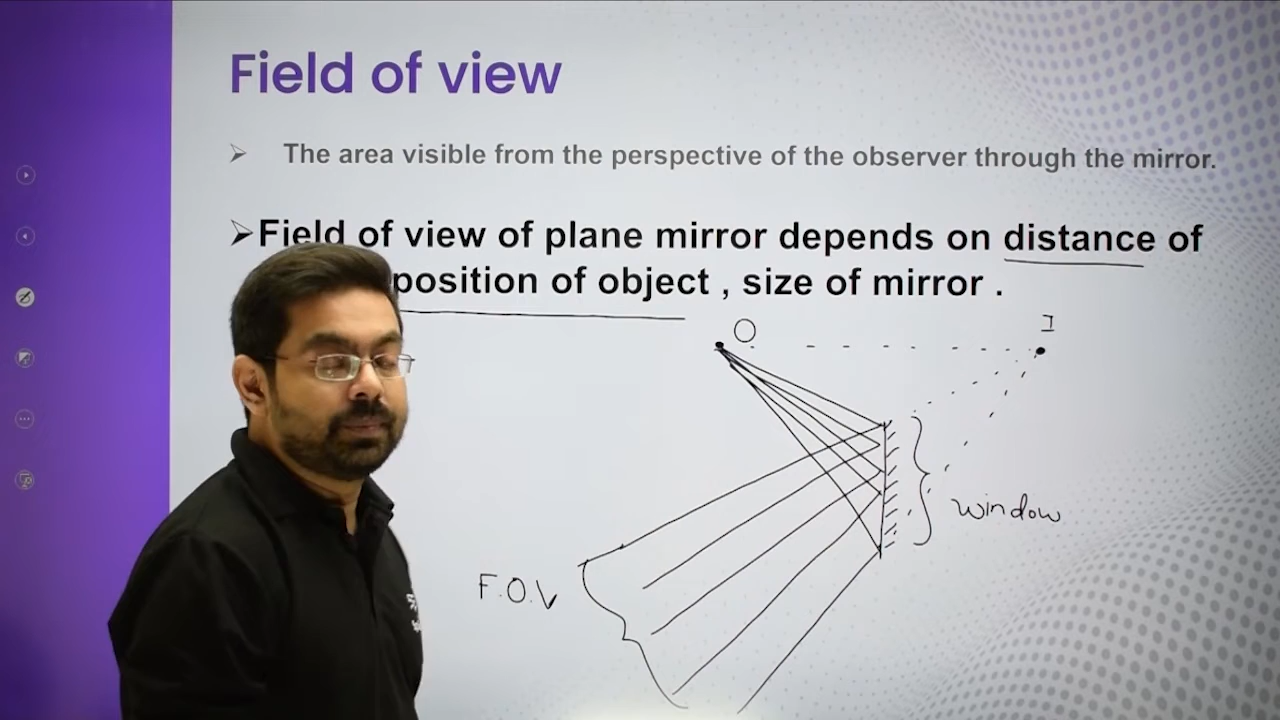 Field of view
The area visible from the perspective of the observer through the mirror.
Field of view of plane mirror depends on distance of
position of object , size of mirror .
O
I
window
F.O.V